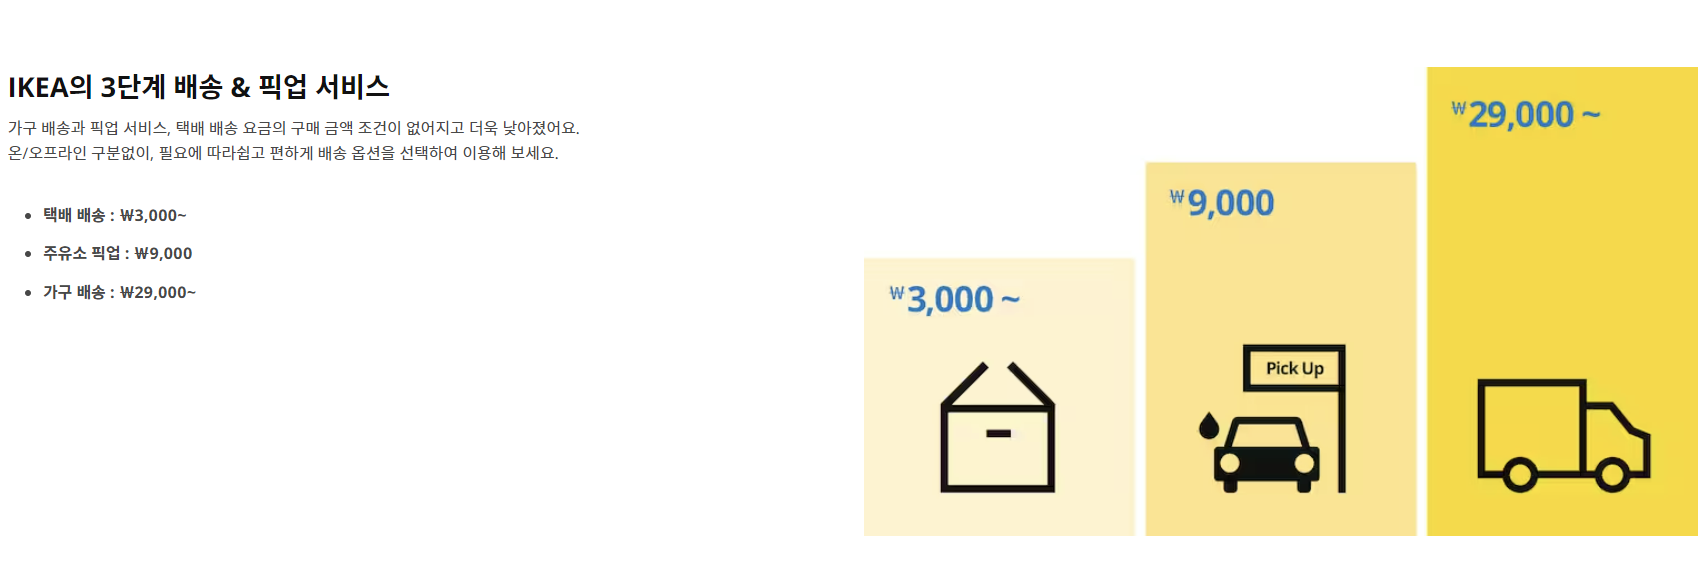 IKEA의 3단계 배송 & 픽업 서비스
가구 배송과 픽업 서비스, 택배 배송 요금의 구매 금액 조건이 없어지고 더욱 낮아졌어요.
온/오프라인 구분없이, 필요에 따라쉽고 편하게 배송 옵션을 선택하여 이용해 보세요.
• 택배 배송 : ₩3,000~
• 주유소 픽업 : ₩9,000
• 가구 배송 : ₩29,000~
₩3,000 ~
₩9,000
Pick Up
₩29,000 ~